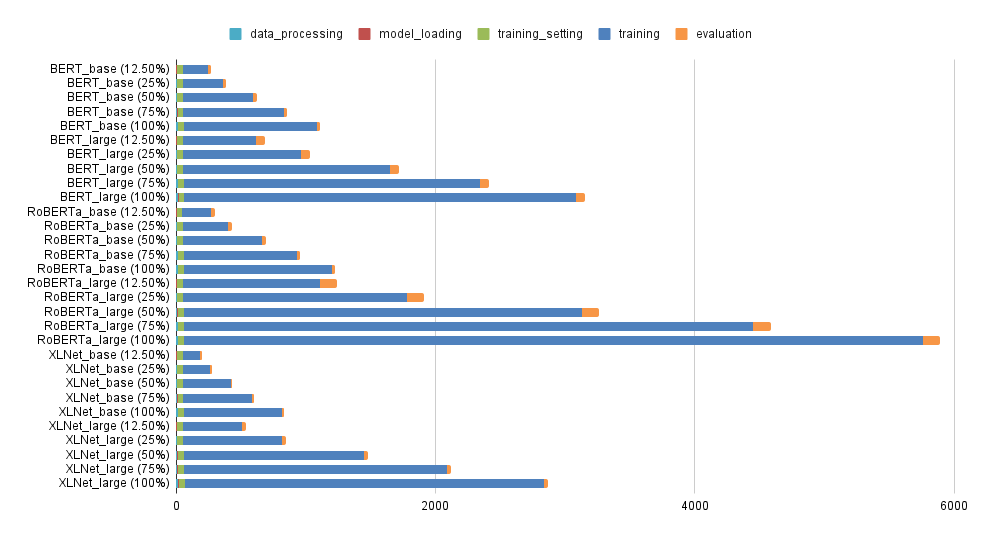 data_processing model_loading training_setting training evaluation
BERT_base (12.50%)
BERT_base (25%)
BERT_base (50%)
BERT_base (75%)
BERT_base (100%)
BERT_large (12.50%)
BERT_large (25%)
BERT_large (50%)
BERT_large (75%)
BERT_large (100%)
RoBERTa_base (12.50%)
RoBERTa_base (25%)
RoBERTa_base (50%)
RoBERTa_base (75%)
RoBERTa_base (100%)
RoBERTa_large (12.50%)
RoBERTa_large (25%)
RoBERTa_large (50%)
RoBERTa_large (75%)
RoBERTa_large (100%)
XLNet_base (12.50%)
XLNet_base (25%)
XLNet_base (50%)
XLNet_base (75%)
XLNet_base (100%)
XLNet_large (12.50%)
XLNet_large (25%)
XLNet_large (50%)
XLNet_large (75%)
XLNet_large (100%)
0 2000 4000 6000